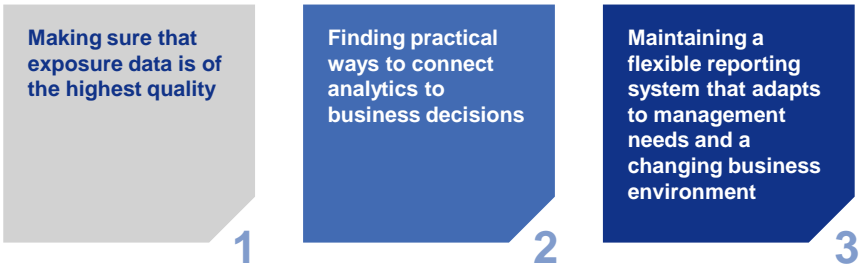 Making sure that
exposure data is of
the highest quality
1
Finding practical
ways to connect
analytics to
business decisions
2
Maintaining a
flexible reporting
system that adapts
to management
needs and a
changing business
environment
3